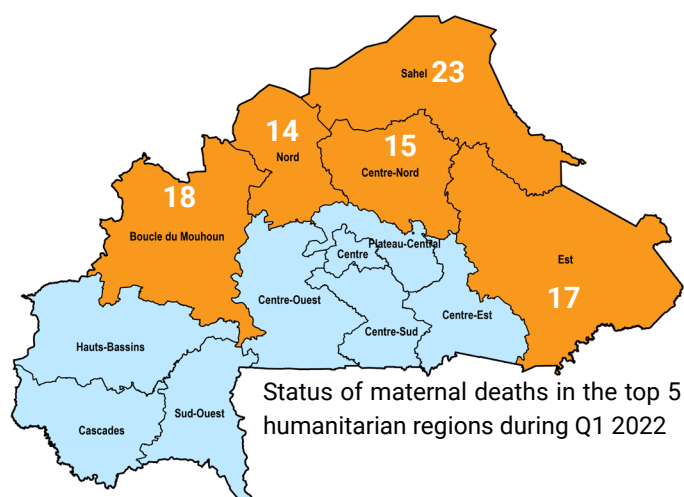 Sahel 23
14
Nord
15
Centre-Nord
18
Boucle du Mouhoun
Est
17
Plateau-Central
Centre
Centre-Ouest
Centre-Est
Centre-Sud
Hauts-Bassins
Cascades
Sud-Ouest
Status of maternal deaths in the top 5
humanitarian regions during Q1 2022